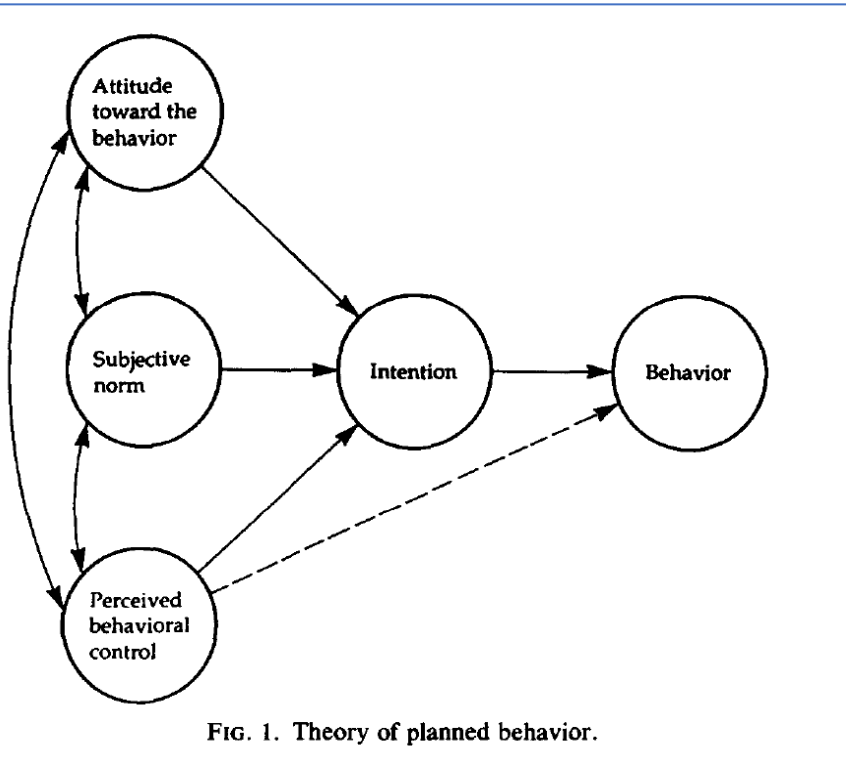 Attitude
toward the
behavior
Subjective
norm
Intention
Behavior
Perceived
behavioral
control
FIG. 1. Theory of planned behavior.